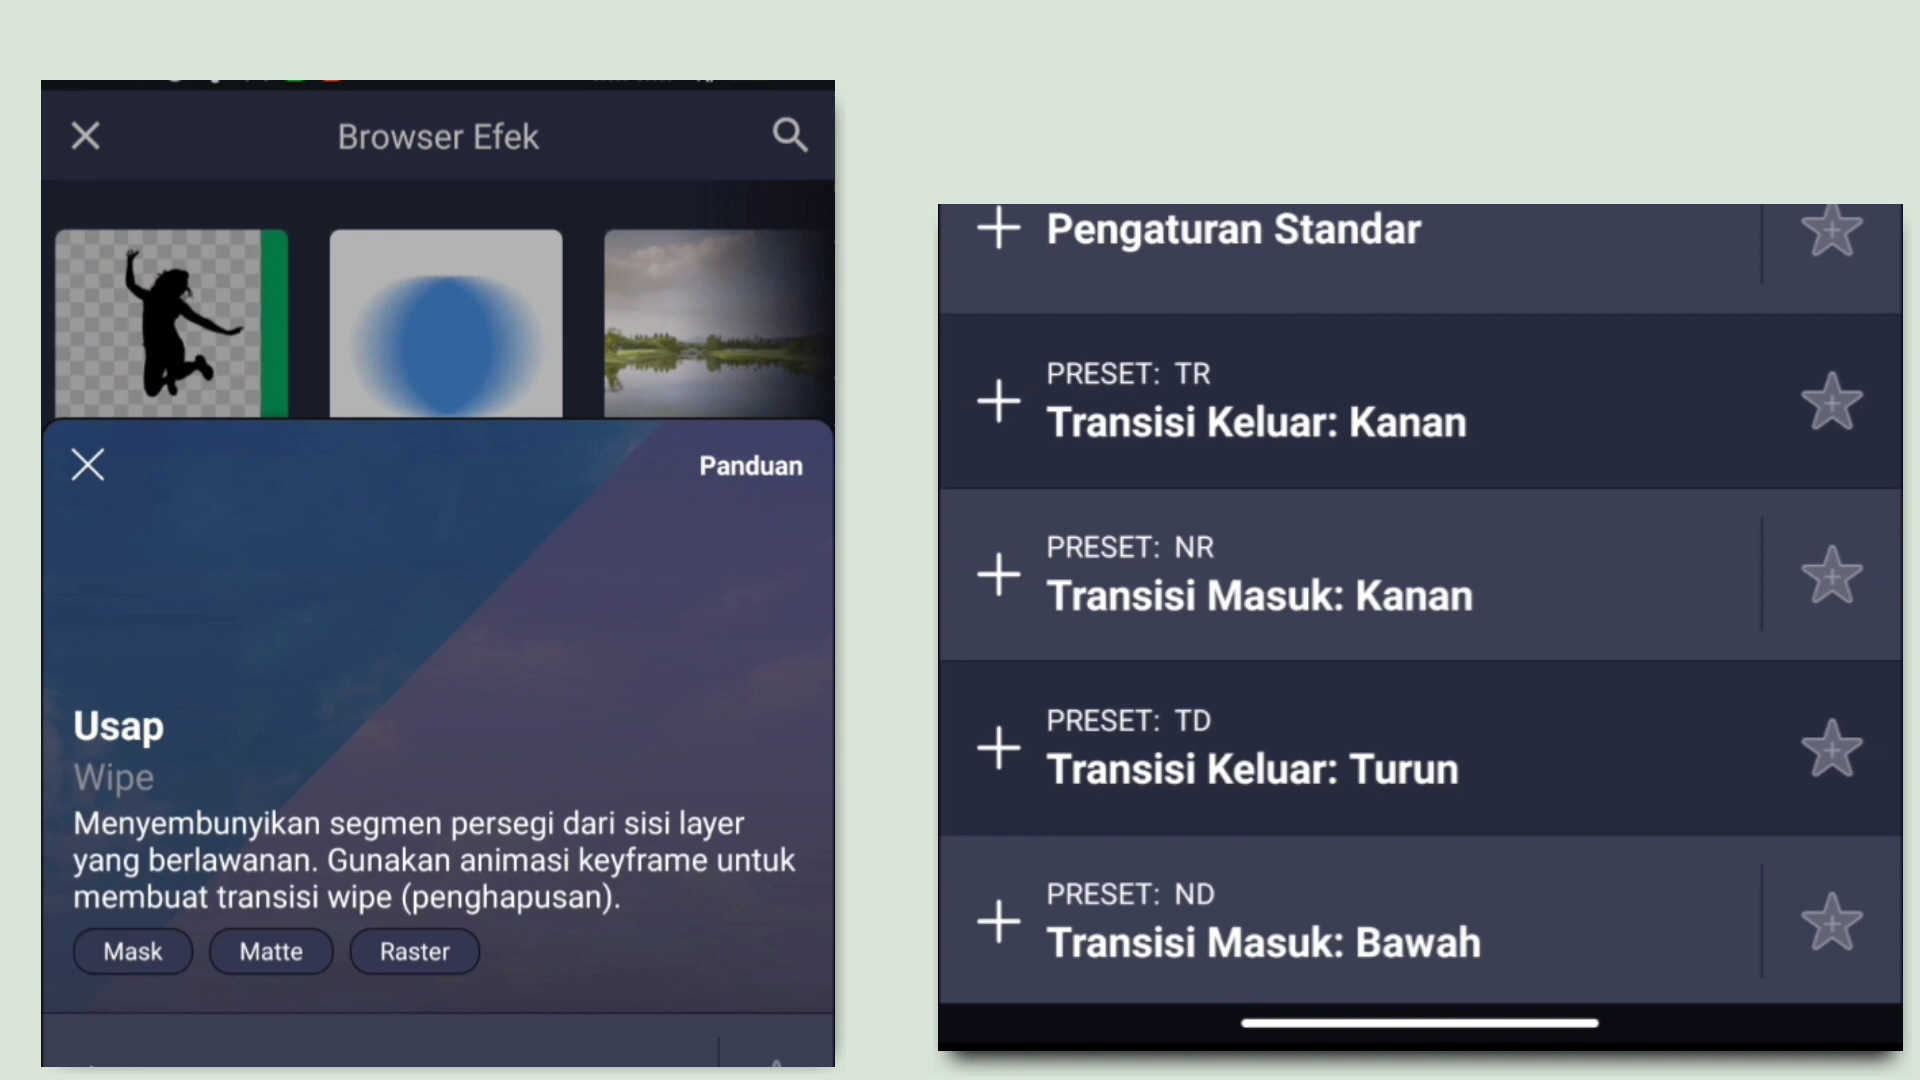 Browser Efek
Panduan
Usap
Wipe
Menyembunyikan segmen persegi dari sisi layer
yang berlawanan. Gunakan animasi keyframe untuk
membuat transisi wipe (penghapusan).
Mask
Matte
Raster
Pengaturan Standar
PRESET: TR
Transisi Keluar: Kanan
PRESET: NR
Transisi Masuk: Kanan
PRESET: TD
Transisi Keluar: Turun
PRESET: ND
Transisi Masuk: Bawah